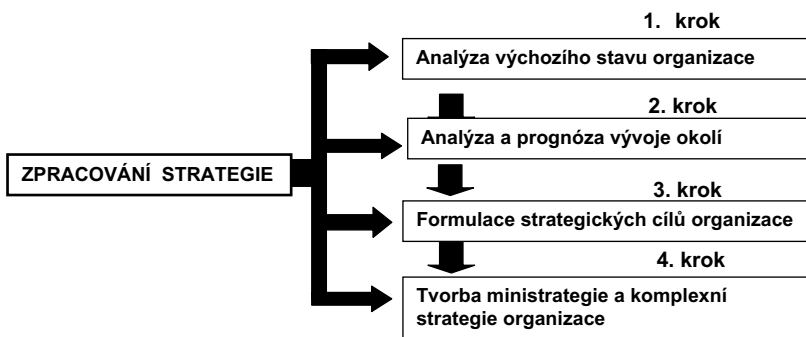 1. krok
Analýza výchozího stavu organizace
2. krok
Analýza a prognóza vývoje okolí
ZPRACOVÁNÍ STRATEGIE
3. krok
Formulace strategických cílů organizace
4. krok
Tvorba ministrategie a komplexní
strategie organizace